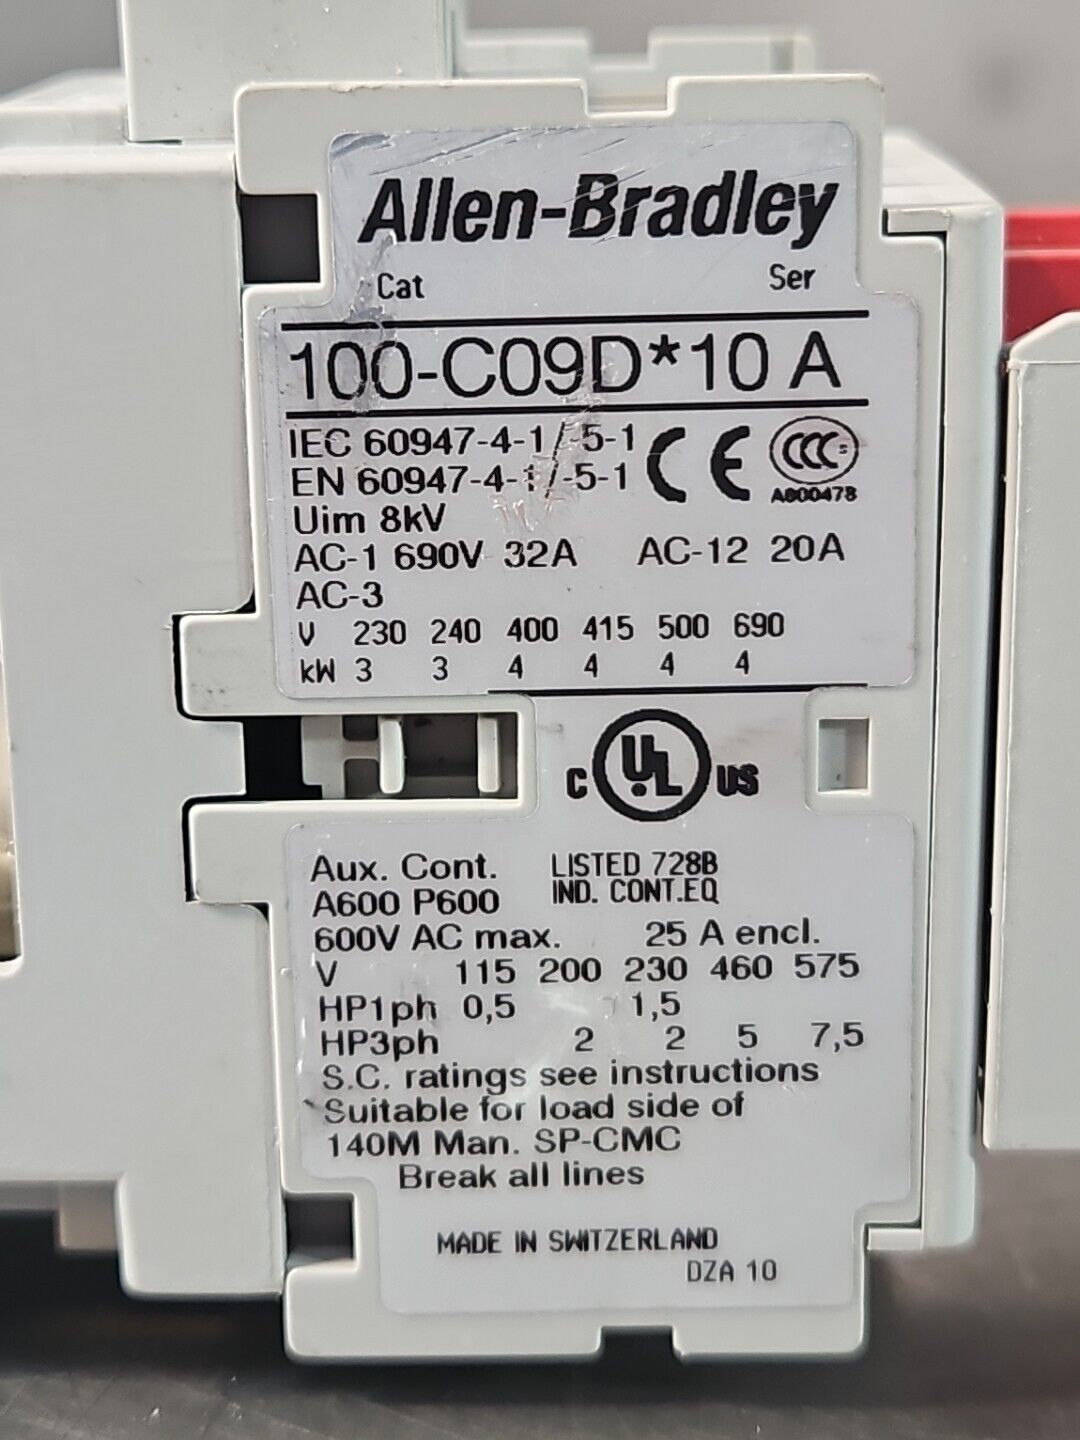 Allen-Bradley
Cat Ser
100-C09D*10 A
IEC 60947-4-1/-5-1
EN 60947-4-1/-5-1
CE CCC S
A000478
Uim 8kV
AC-1 690V 32A AC-12 20A
AC-3
V 230 240 400 415 500 690
kW 3 3 4 4 4 4
C UL US
Aux. Cont. LISTED 728B
A600 P600 IND. CONT.EQ
600V AC max. 25 A encl.
V 115 200 230 460 575
HP1ph 0,5 1,5
HP3ph 2 2 5 7,5
S.C. ratings see instructions
Suitable for load side of
140M Man. SP-CMC
Break all lines
MADE IN SWITZERLAND
DZA 10